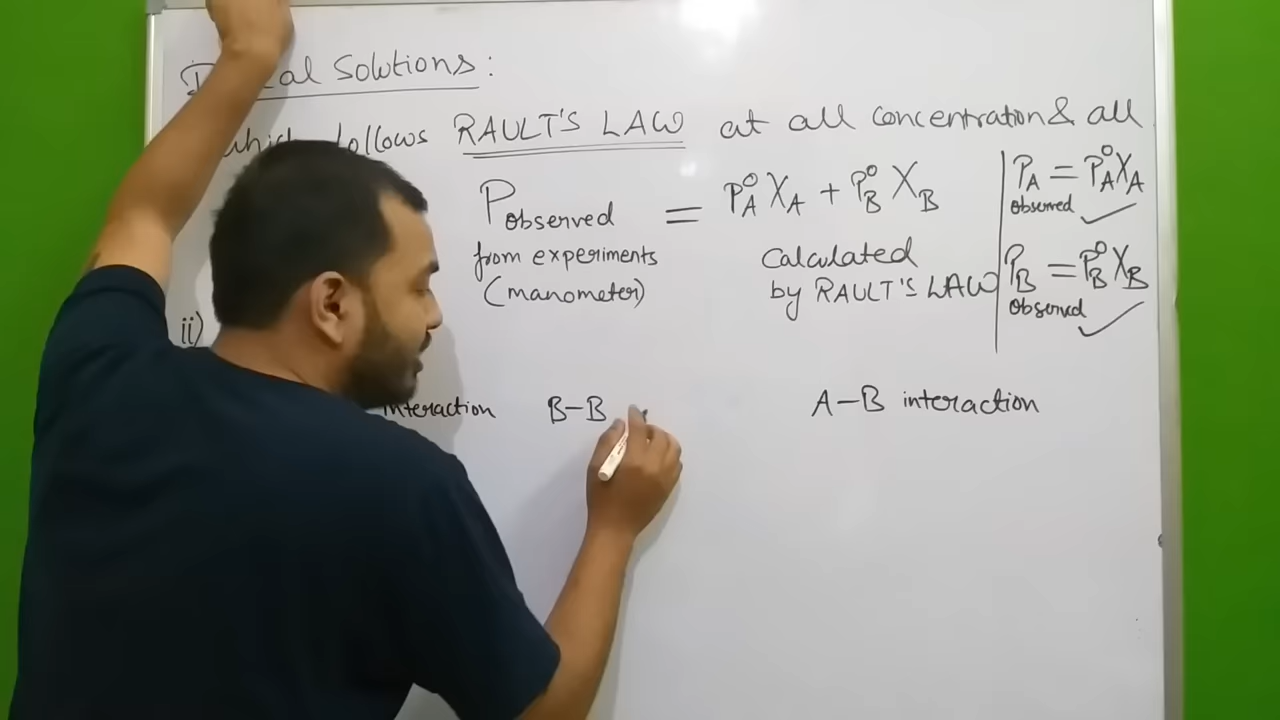 Solutions:
which follows RAULT'S LAW at all concentration & all
P observed = P°A XA + P°B XB
from experiments
(manometer)
Calculated
by RAULT'S LAW
PA = P°A XA
observed ✓
PB = P°B XB
observed ✓
ii)
interaction B-B
A-B interaction